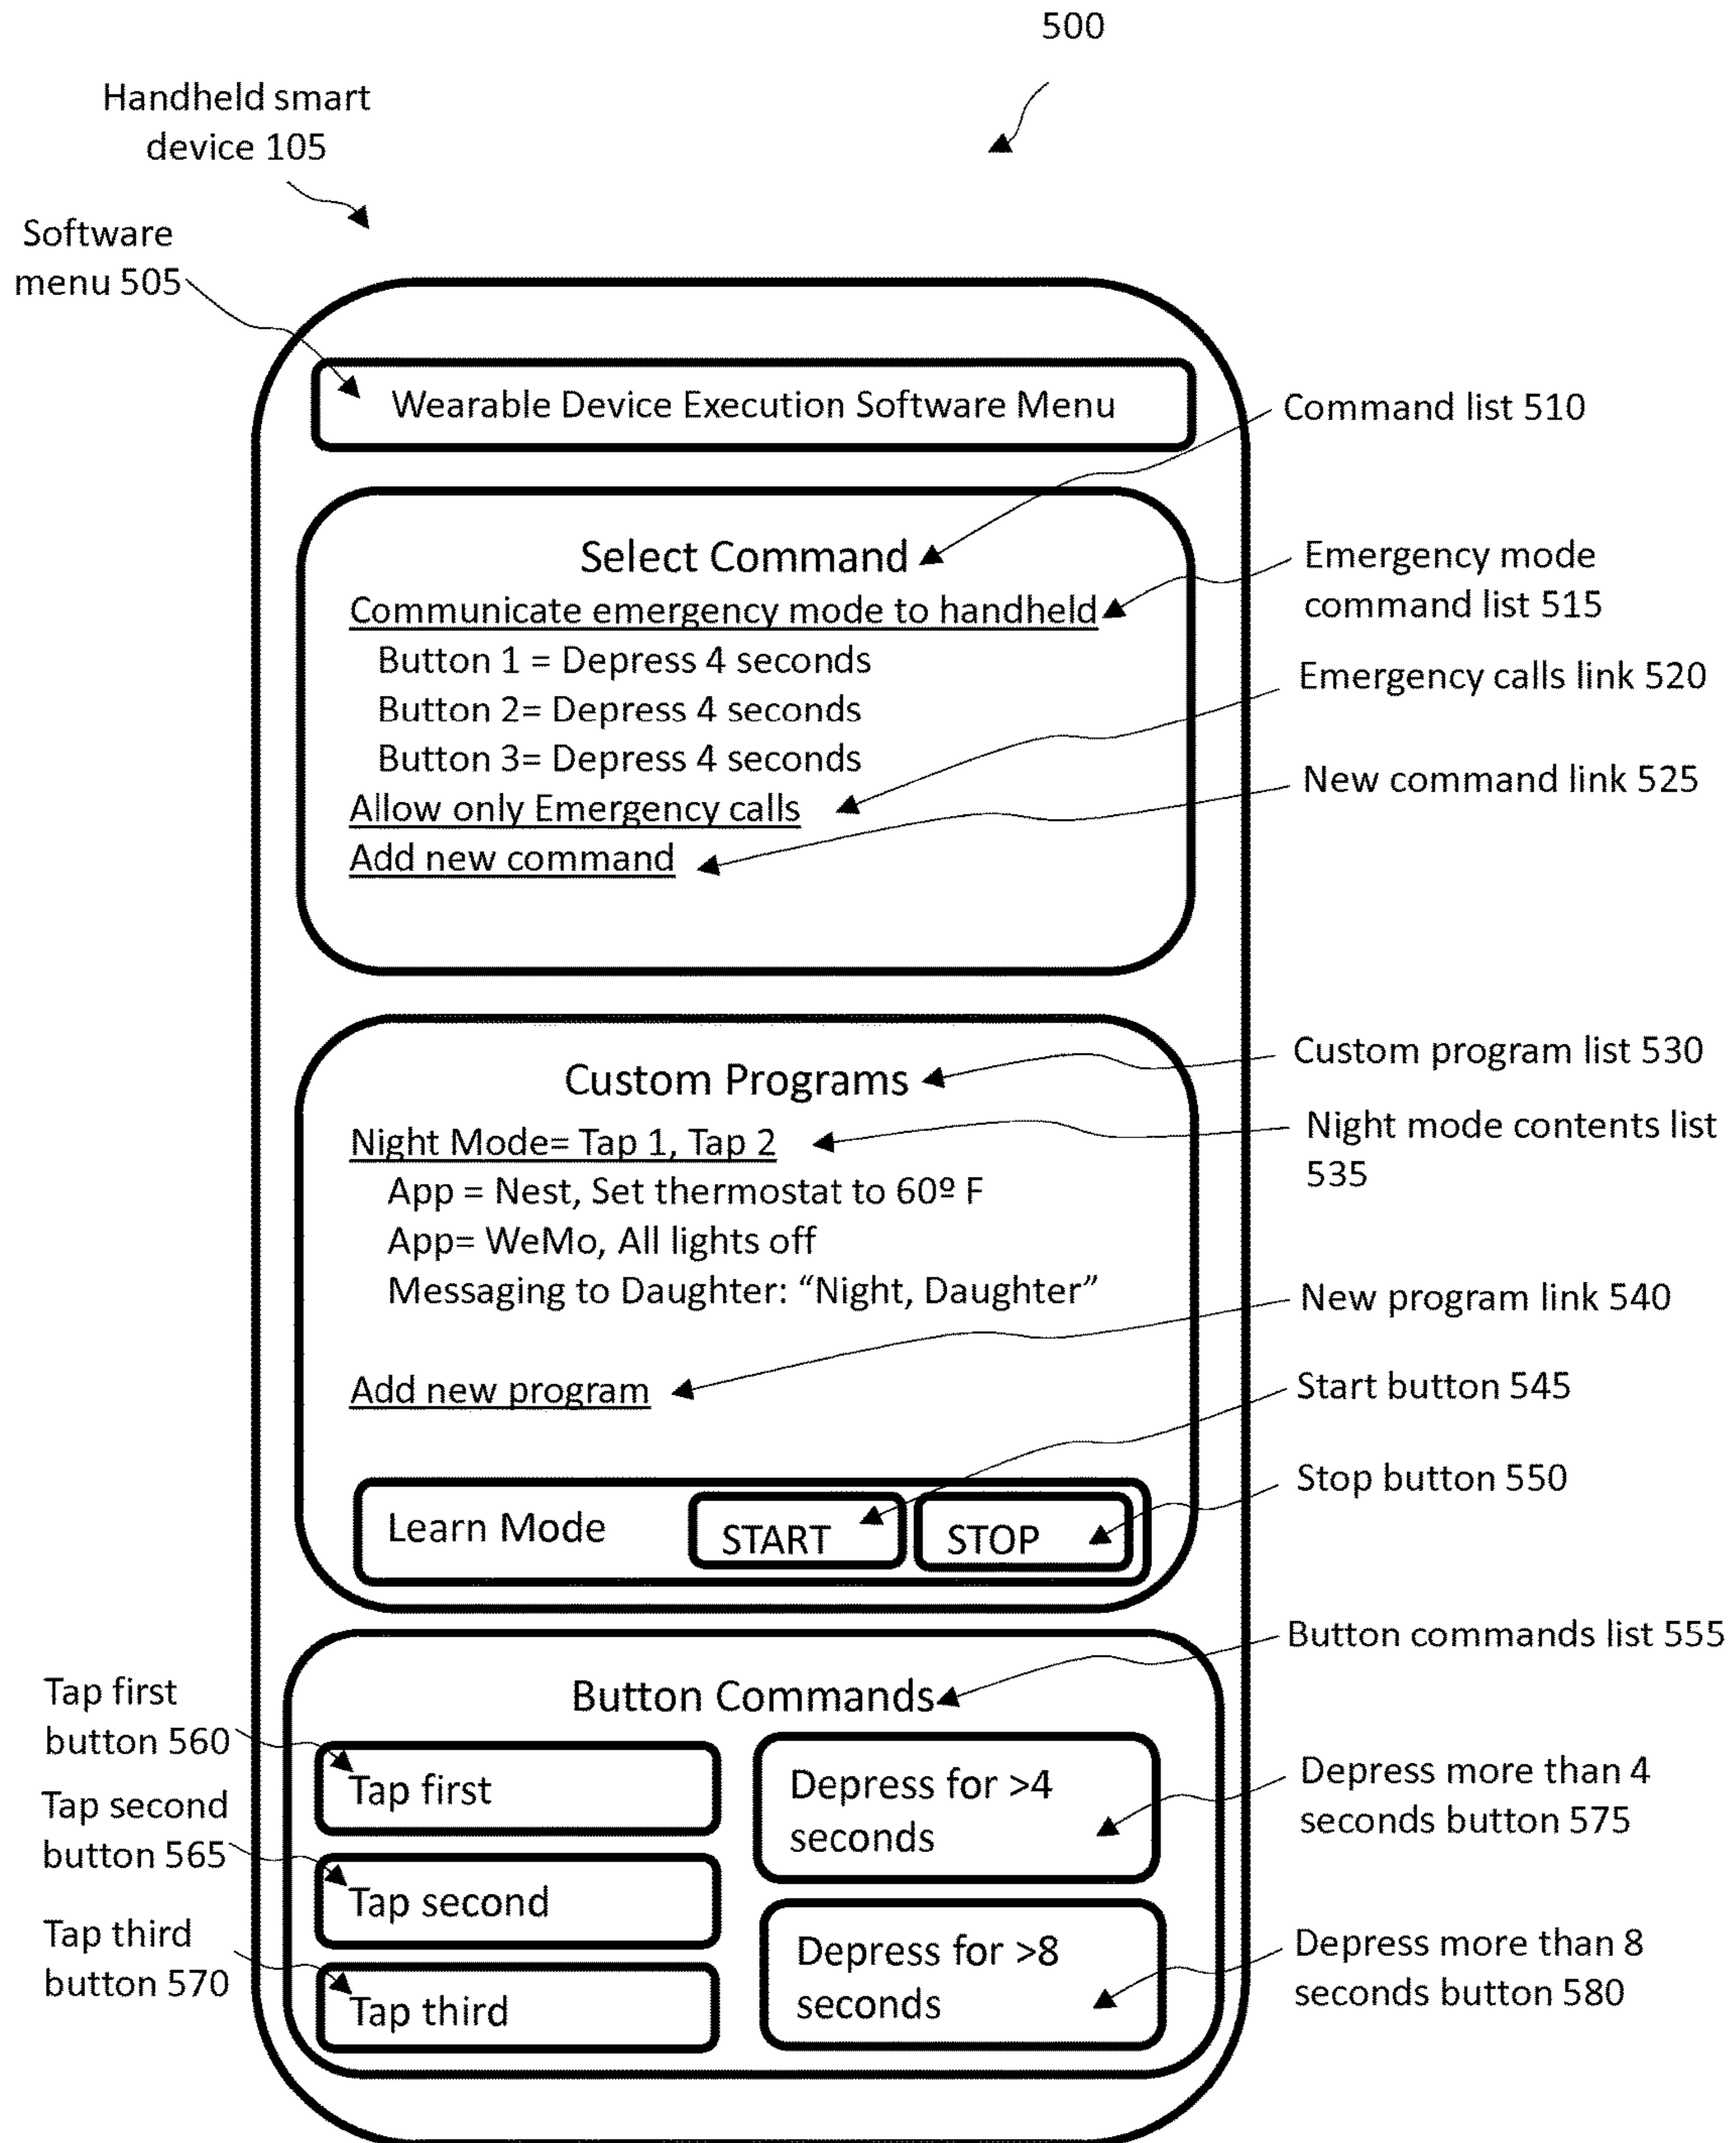 500
Handheld smart
device 105
Software
menu 505
Wearable Device Execution Software Menu
Command list 510
Select Command
Communicate emergency mode to handheld
Button 1 = Depress 4 seconds
Button 2= Depress 4 seconds
Button 3= Depress 4 seconds
Allow only Emergency calls
Add new command
Emergency mode
command list 515
Emergency calls link 520
New command link 525
Custom Programs
Night Mode= Tap 1, Tap 2
App = Nest, Set thermostat to 60º F
App= WeMo, All lights off
Messaging to Daughter: “Night, Daughter”
Add new program
Learn Mode
START
STOP
Custom program list 530
Night mode contents list
535
New program link 540
Start button 545
Stop button 550
Button commands list 555
Button Commands
Tap first
button 560
Tap second
button 565
Tap third
button 570
Tap first
Tap second
Tap third
Depress for >4
seconds
Depress for >8
seconds
Depress more than 4
seconds button 575
Depress more than 8
seconds button 580